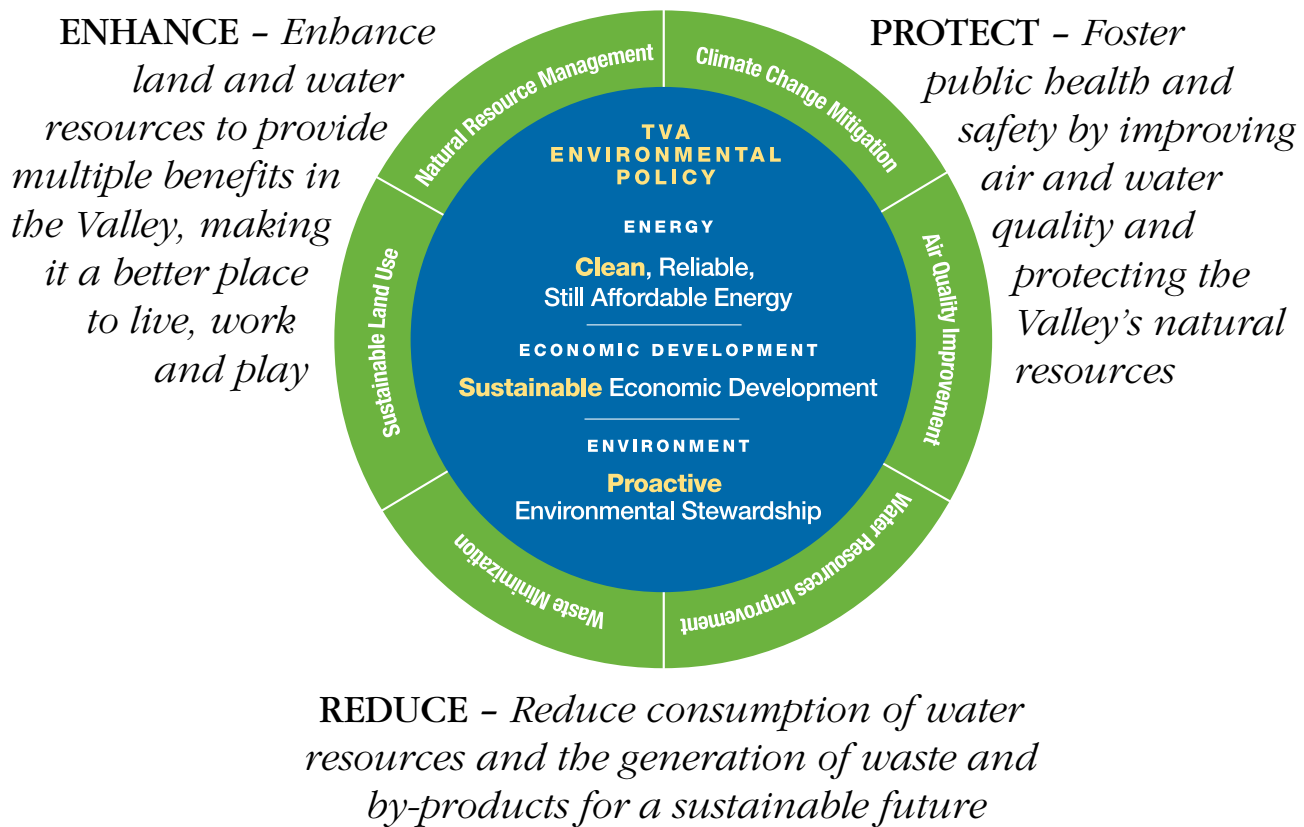 ENHANCE – Enhance
land and water
resources to provide
multiple benefits in
the Valley, making
it a better place
to live, work
and play
Natural Resource Management
Climate Change Mitigation
Air Quality Improvement
Water Resources Improvement
Waste Minimization
Sustainable Land Use
TVA
ENVIRONMENTAL
POLICY
ENERGY
Clean, Reliable,
Still Affordable Energy
ECONOMIC DEVELOPMENT
Sustainable Economic Development
ENVIRONMENT
Proactive
Environmental Stewardship
PROTECT – Foster
public health and
safety by improving
air and water
quality and
protecting the
Valley’s natural
resources
REDUCE – Reduce consumption of water
resources and the generation of waste and
by-products for a sustainable future